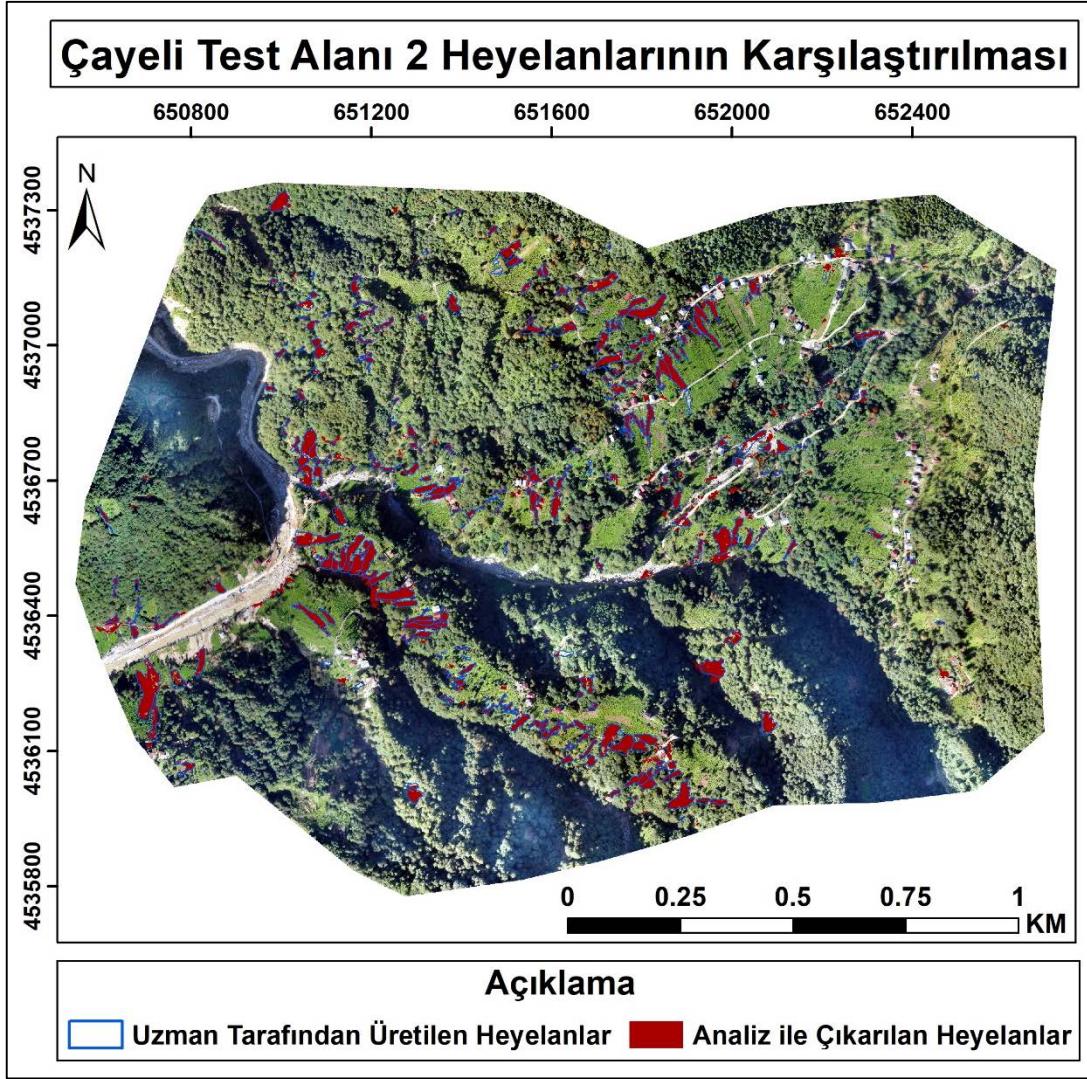 Çayeli Test Alanı 2 Heyelanlarının Karşılaştırılması
650800 651200 651600 652000 652400
N
4537300
4537000
4536700
4536400
4536100
4535800
0 0.25 0.5 0.75 1
KM
Açıklama
Uzman Tarafından Üretilen Heyelanlar Analiz ile Çıkarılan Heyelanlar